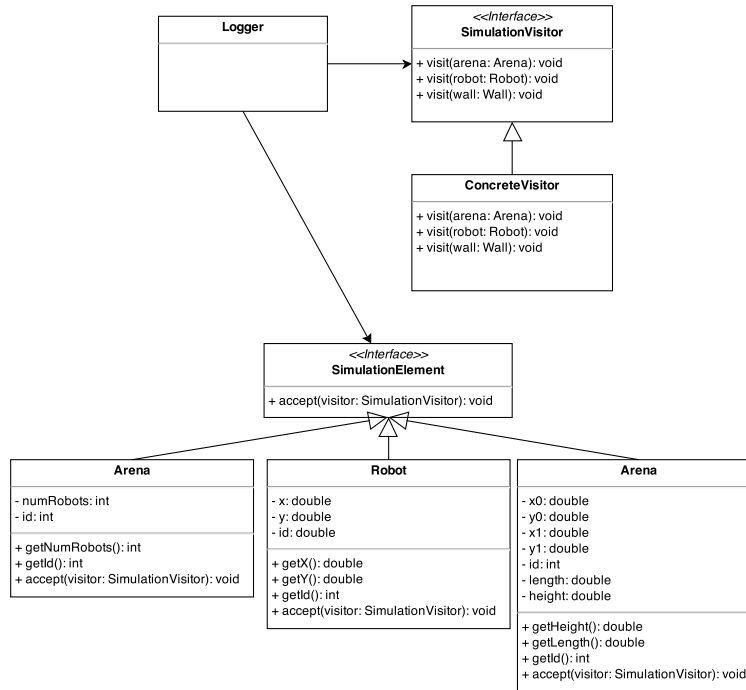 Logger
<<Interface>>
SimulationVisitor
+ visit(arena: Arena): void
+ visit(robot: Robot): void
+ visit(wall: Wall): void
ConcreteVisitor
+ visit(arena: Arena): void
+ visit(robot: Robot): void
+ visit(wall: Wall): void
<<Interface>>
SimulationElement
+ accept(visitor: SimulationVisitor): void
Arena
- numRobots: int
- id: int
+ getNumRobots(): int
+ getId(): int
+ accept(visitor: SimulationVisitor): void
Robot
- x: double
- y: double
- id: double
+ getX(): double
+ getY(): double
+ getId(): int
+ accept(visitor: SimulationVisitor): void
Arena
- x0: double
- y0: double
- x1: double
- y1: double
- id: int
- length: double
- height: double
+ getHeight(): double
+ getLength(): double
+ getId(): int
+ accept(visitor: SimulationVisitor): void